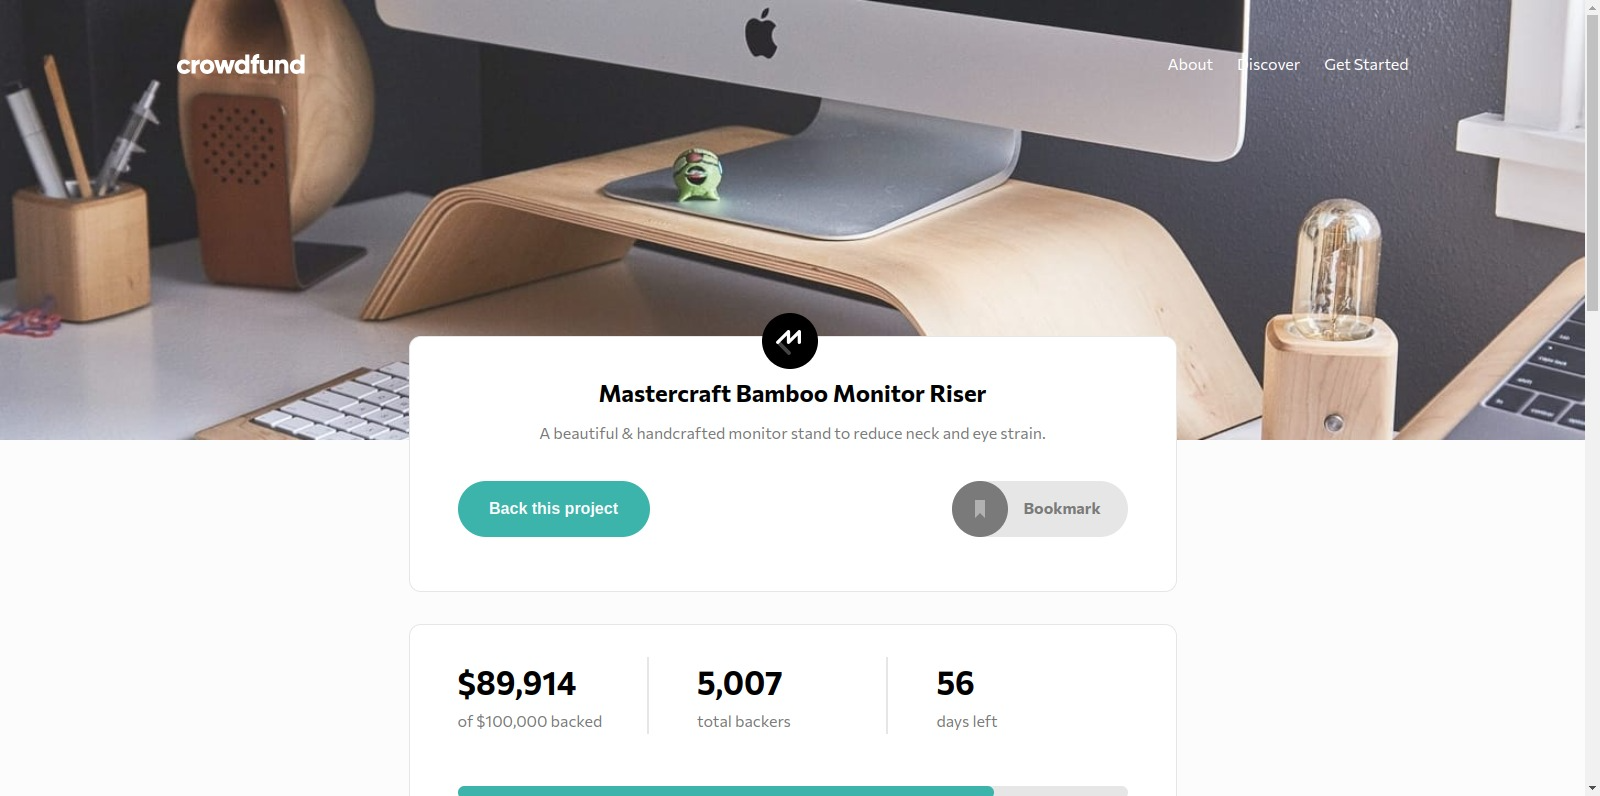 crowdfund
About Discover Get Started
Mastercraft Bamboo Monitor Riser
A beautiful & handcrafted monitor stand to reduce neck and eye strain.
Back this project
Bookmark
$89,914
of $100,000 backed
5,007
total backers
56
days left